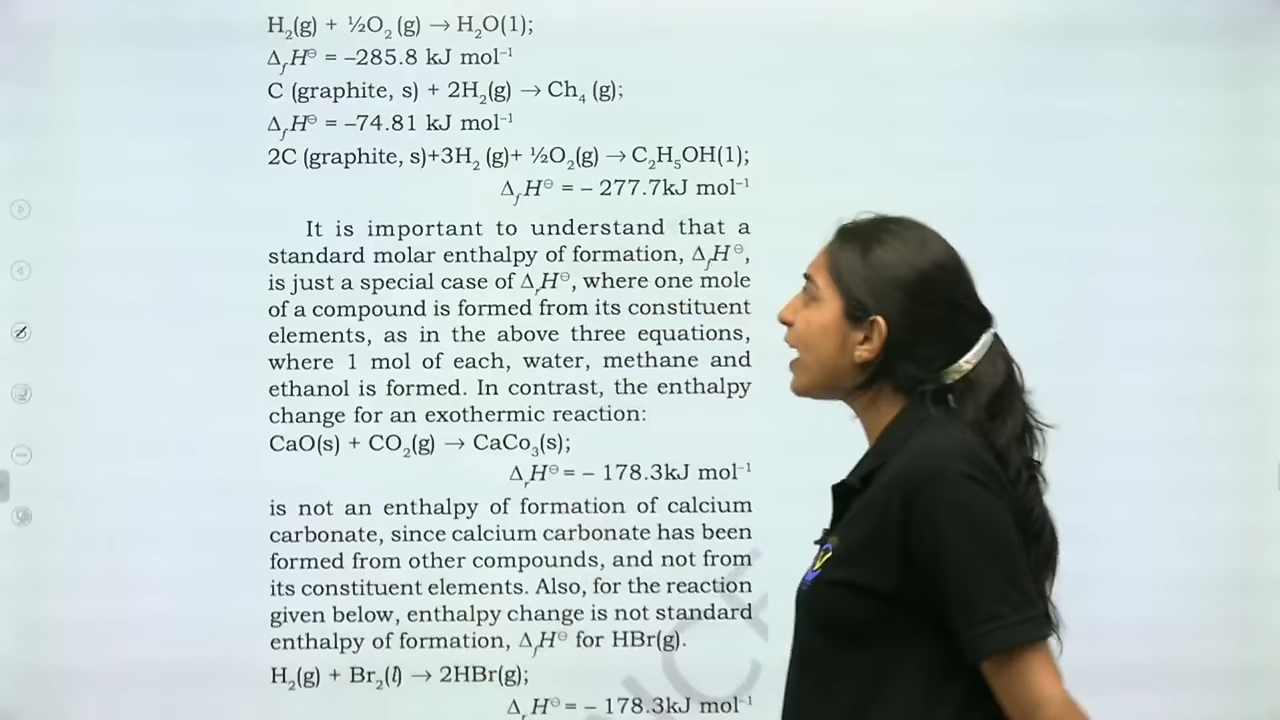 H₂(g) + ½O₂ (g) → H₂O(1);
ΔfH⊖ = –285.8 kJ mol⁻¹
C (graphite, s) + 2H₂(g) → Ch₄ (g);
ΔfH⊖ = –74.81 kJ mol⁻¹
2C (graphite, s)+3H₂ (g)+ ½O₂(g) → C₂H₅OH(1);
ΔfH⊖ = – 277.7kJ mol⁻¹
It is important to understand that a
standard molar enthalpy of formation, ΔfH⊖,
is just a special case of ΔrH⊖, where one mole
of a compound is formed from its constituent
elements, as in the above three equations,
where 1 mol of each, water, methane and
ethanol is formed. In contrast, the enthalpy
change for an exothermic reaction:
CaO(s) + CO₂(g) → CaCo₃(s);
ΔrH⊖ = – 178.3kJ mol⁻¹
is not an enthalpy of formation of calcium
carbonate, since calcium carbonate has been
formed from other compounds, and not from
its constituent elements. Also, for the reaction
given below, enthalpy change is not standard
enthalpy of formation, ΔfH⊖ for HBr(g).
H₂(g) + Br₂(l) → 2HBr(g);
ΔrH⊖ = – 178.3kJ mol⁻¹